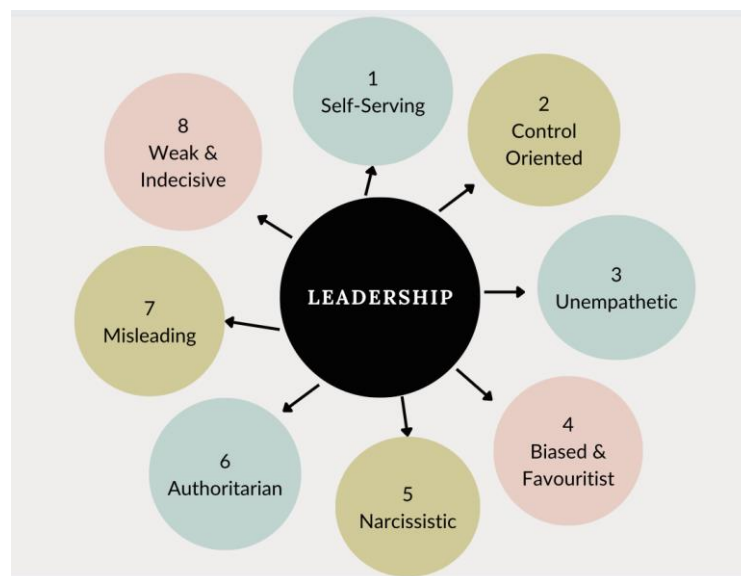 1
Self-Serving
2
Control
Oriented
3
Unempathetic
4
Biased &
Favouritist
5
Narcissistic
6
Authoritarian
7
Misleading
8
Weak &
Indecisive
LEADERSHIP